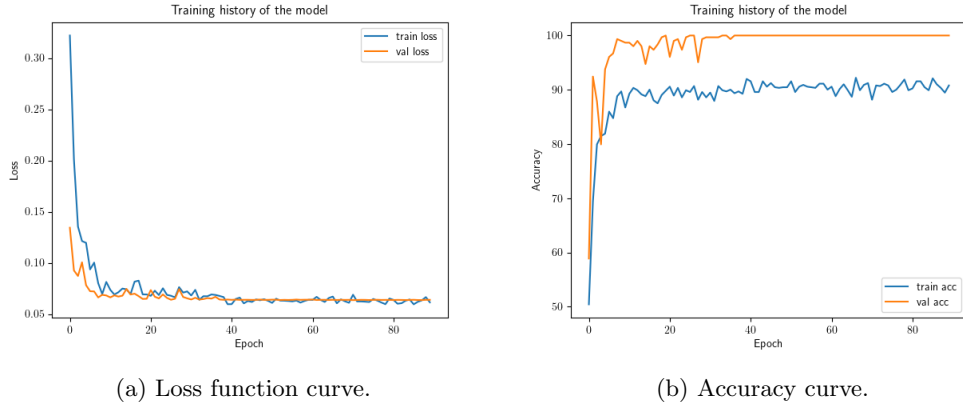 Training history of the model
0.30
0.25
0.20
0.15
0.10
0.05
Loss
0
20
40
60
80
Epoch
train loss
val loss
(a) Loss function curve.
Training history of the model
100
90
80
70
60
50
Accuracy
0
20
40
60
80
Epoch
train acc
val acc
(b) Accuracy curve.